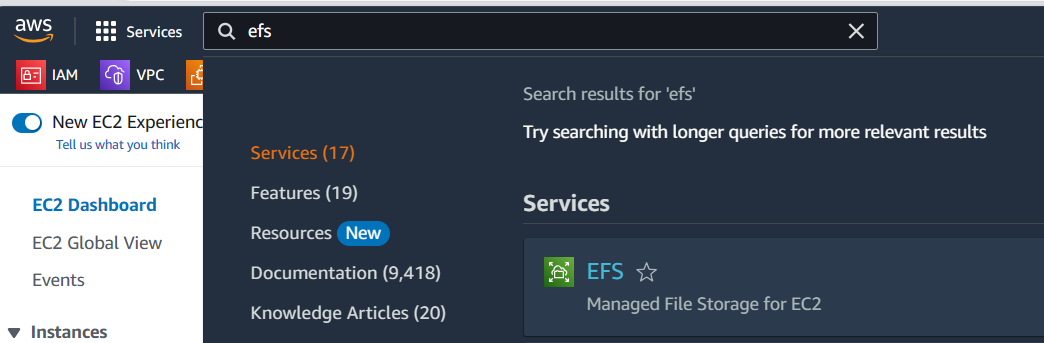 aws
Services
efs
IAM
VPC
New EC2 Experienc
Tell us what you think
EC2 Dashboard
EC2 Global View
Events
Instances
Services (17)
Features (19)
Resources New
Documentation (9,418)
Knowledge Articles (20)
Search results for 'efs'
Try searching with longer queries for more relevant results
Services
EFS
Managed File Storage for EC2